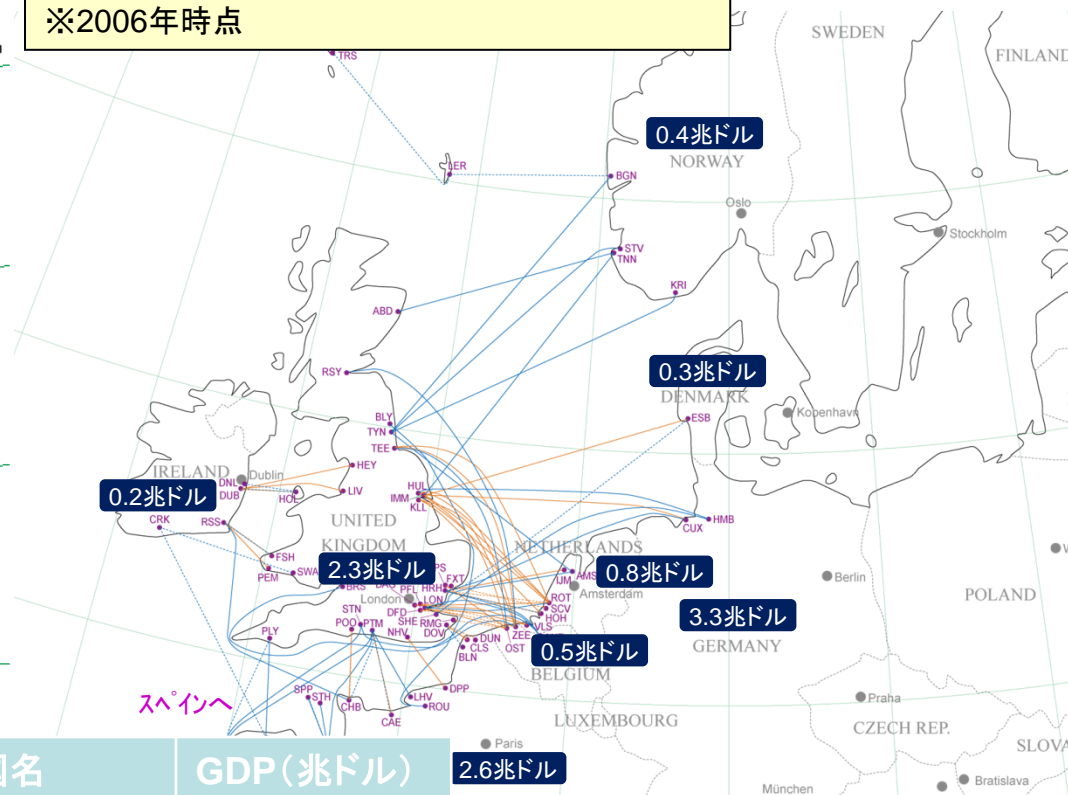 ※2006年時点
TRS
SWEDEN
FINLAND
0.4兆ドル
NORWAY
LER
BGN
Oslo
Stockholm
STV
TNN
KRI
ABD
RSY
0.3兆ドル
DENMARK
Kopenhavn
ESB
BLY
TYN
TEE
HEY
IRELAND
Dublin
DNL
DUB
0.2兆ドル
HOL
LIV
HUL
IMM
KLL
UNITED
KINGDOM
CRK
RSS
HMB
CUX
NETHERLANDS
FSH
PEM
SWA
2.3兆ドル
0.8兆ドル
BRS
PFL
HRH
FXT
IJM
AMS
Amsterdam
Berlin
POLAND
London
LON
DFD
SHE
RMG
DOV
ROT
SCV
HOH
VLS
ZEE
OST
3.3兆ドル
GERMANY
STN
POO
PTM
NHV
PLY
DUN
CLS
BLN
0.5兆ドル
BELGIUM
スペインへ
SPP
STH
CHB
CAE
LHV
ROU
DPP
LUXEMBOURG
Praha
CZECH REP.
Paris
2.6兆ドル
国名
GDP(兆ドル)
München
Bratislava